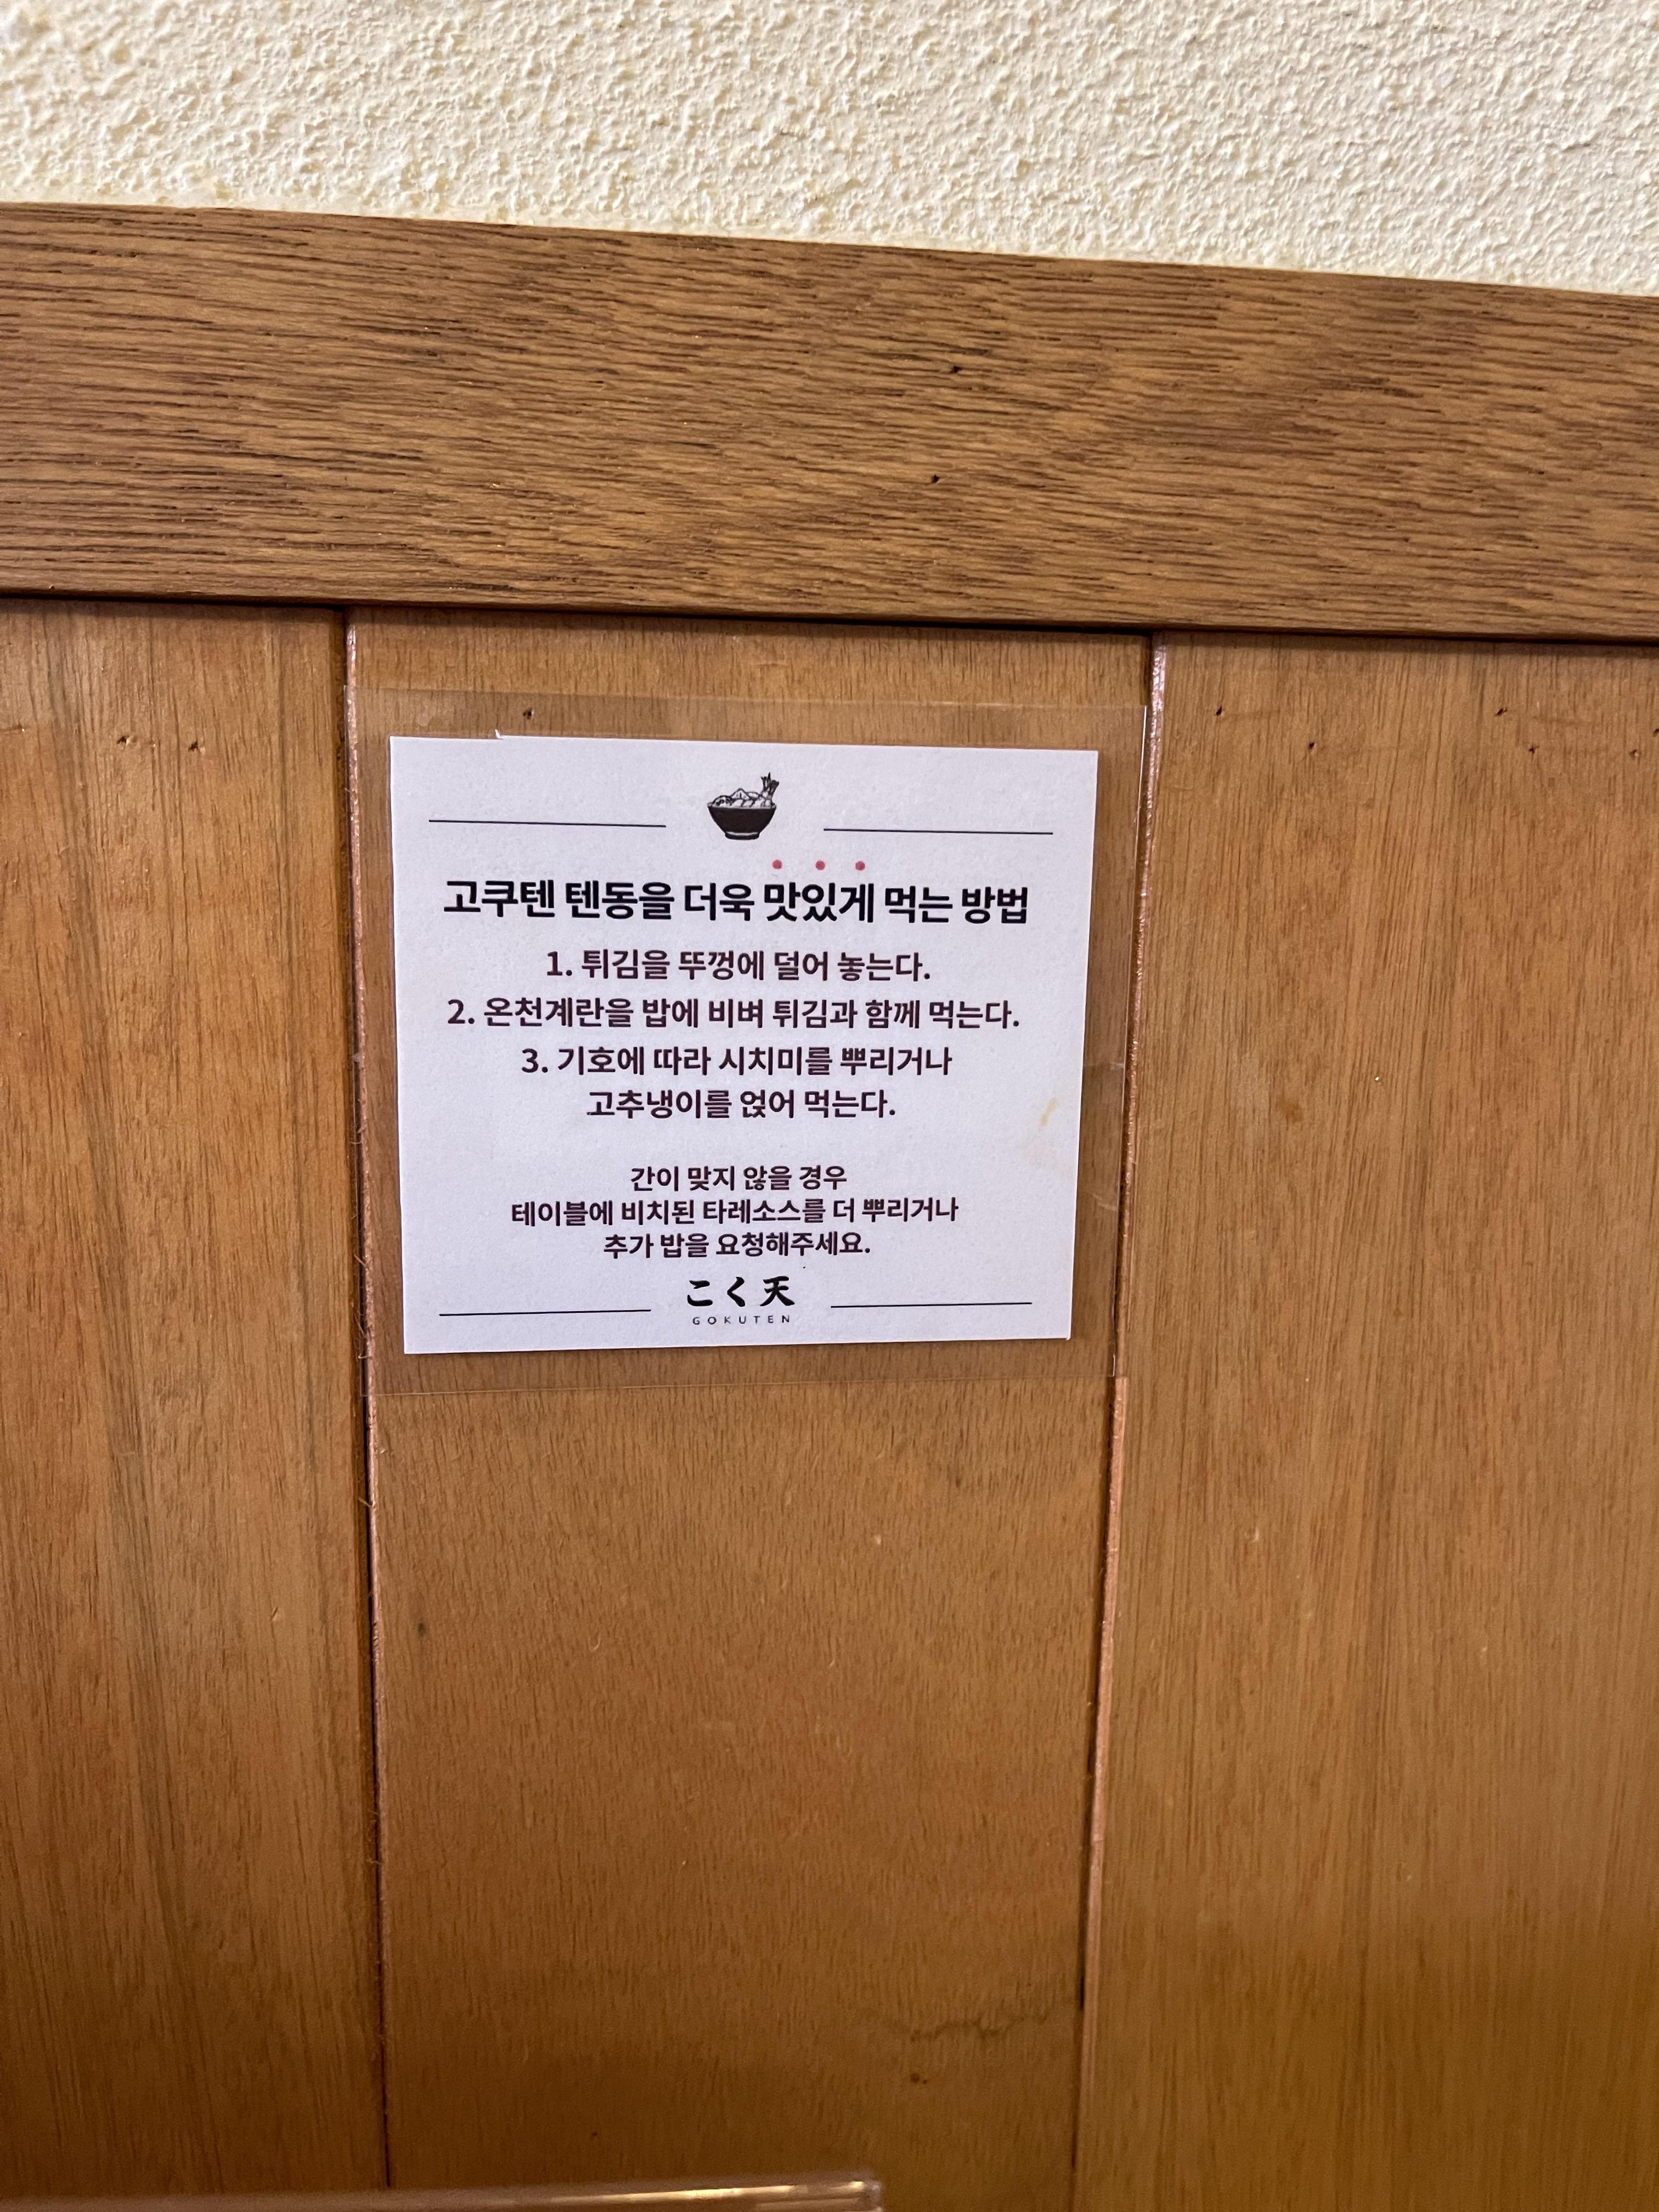 고쿠텐 텐동을 더욱 맛있게 먹는 방법
1. 튀김을 뚜껑에 덜어 놓는다.
2. 온천계란을 밥에 비벼 튀김과 함께 먹는다.
3. 기호에 따라 시치미를 뿌리거나
고추냉이를 얹어 먹는다.
간이 맞지 않을 경우
테이블에 비치된 타레소스를 더 뿌리거나
추가 밥을 요청해주세요.
こく天
GOKUTEN